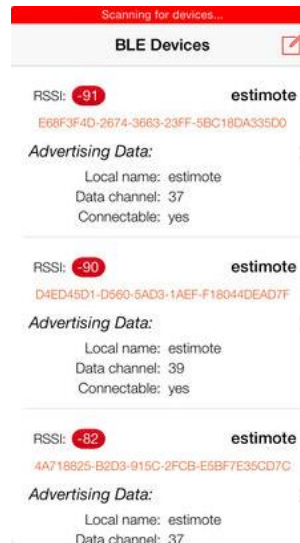 Scanning for devices...
BLE Devices
RSSI: -91 estimote
E68F3F4D-2674-3663-23FF-5BC18DA335D0
Advertising Data:
Local name: estimote
Data channel: 37
Connectable: yes
RSSI: -90 estimote
D4ED45D1-D560-5AD3-1AEF-F18044DEAD7F
Advertising Data:
Local name: estimote
Data channel: 39
Connectable: yes
RSSI: -82 estimote
4A718825-B2D3-915C-2FCB-E5BF7E35CD7C
Advertising Data:
Local name: estimote
Data channel: 37